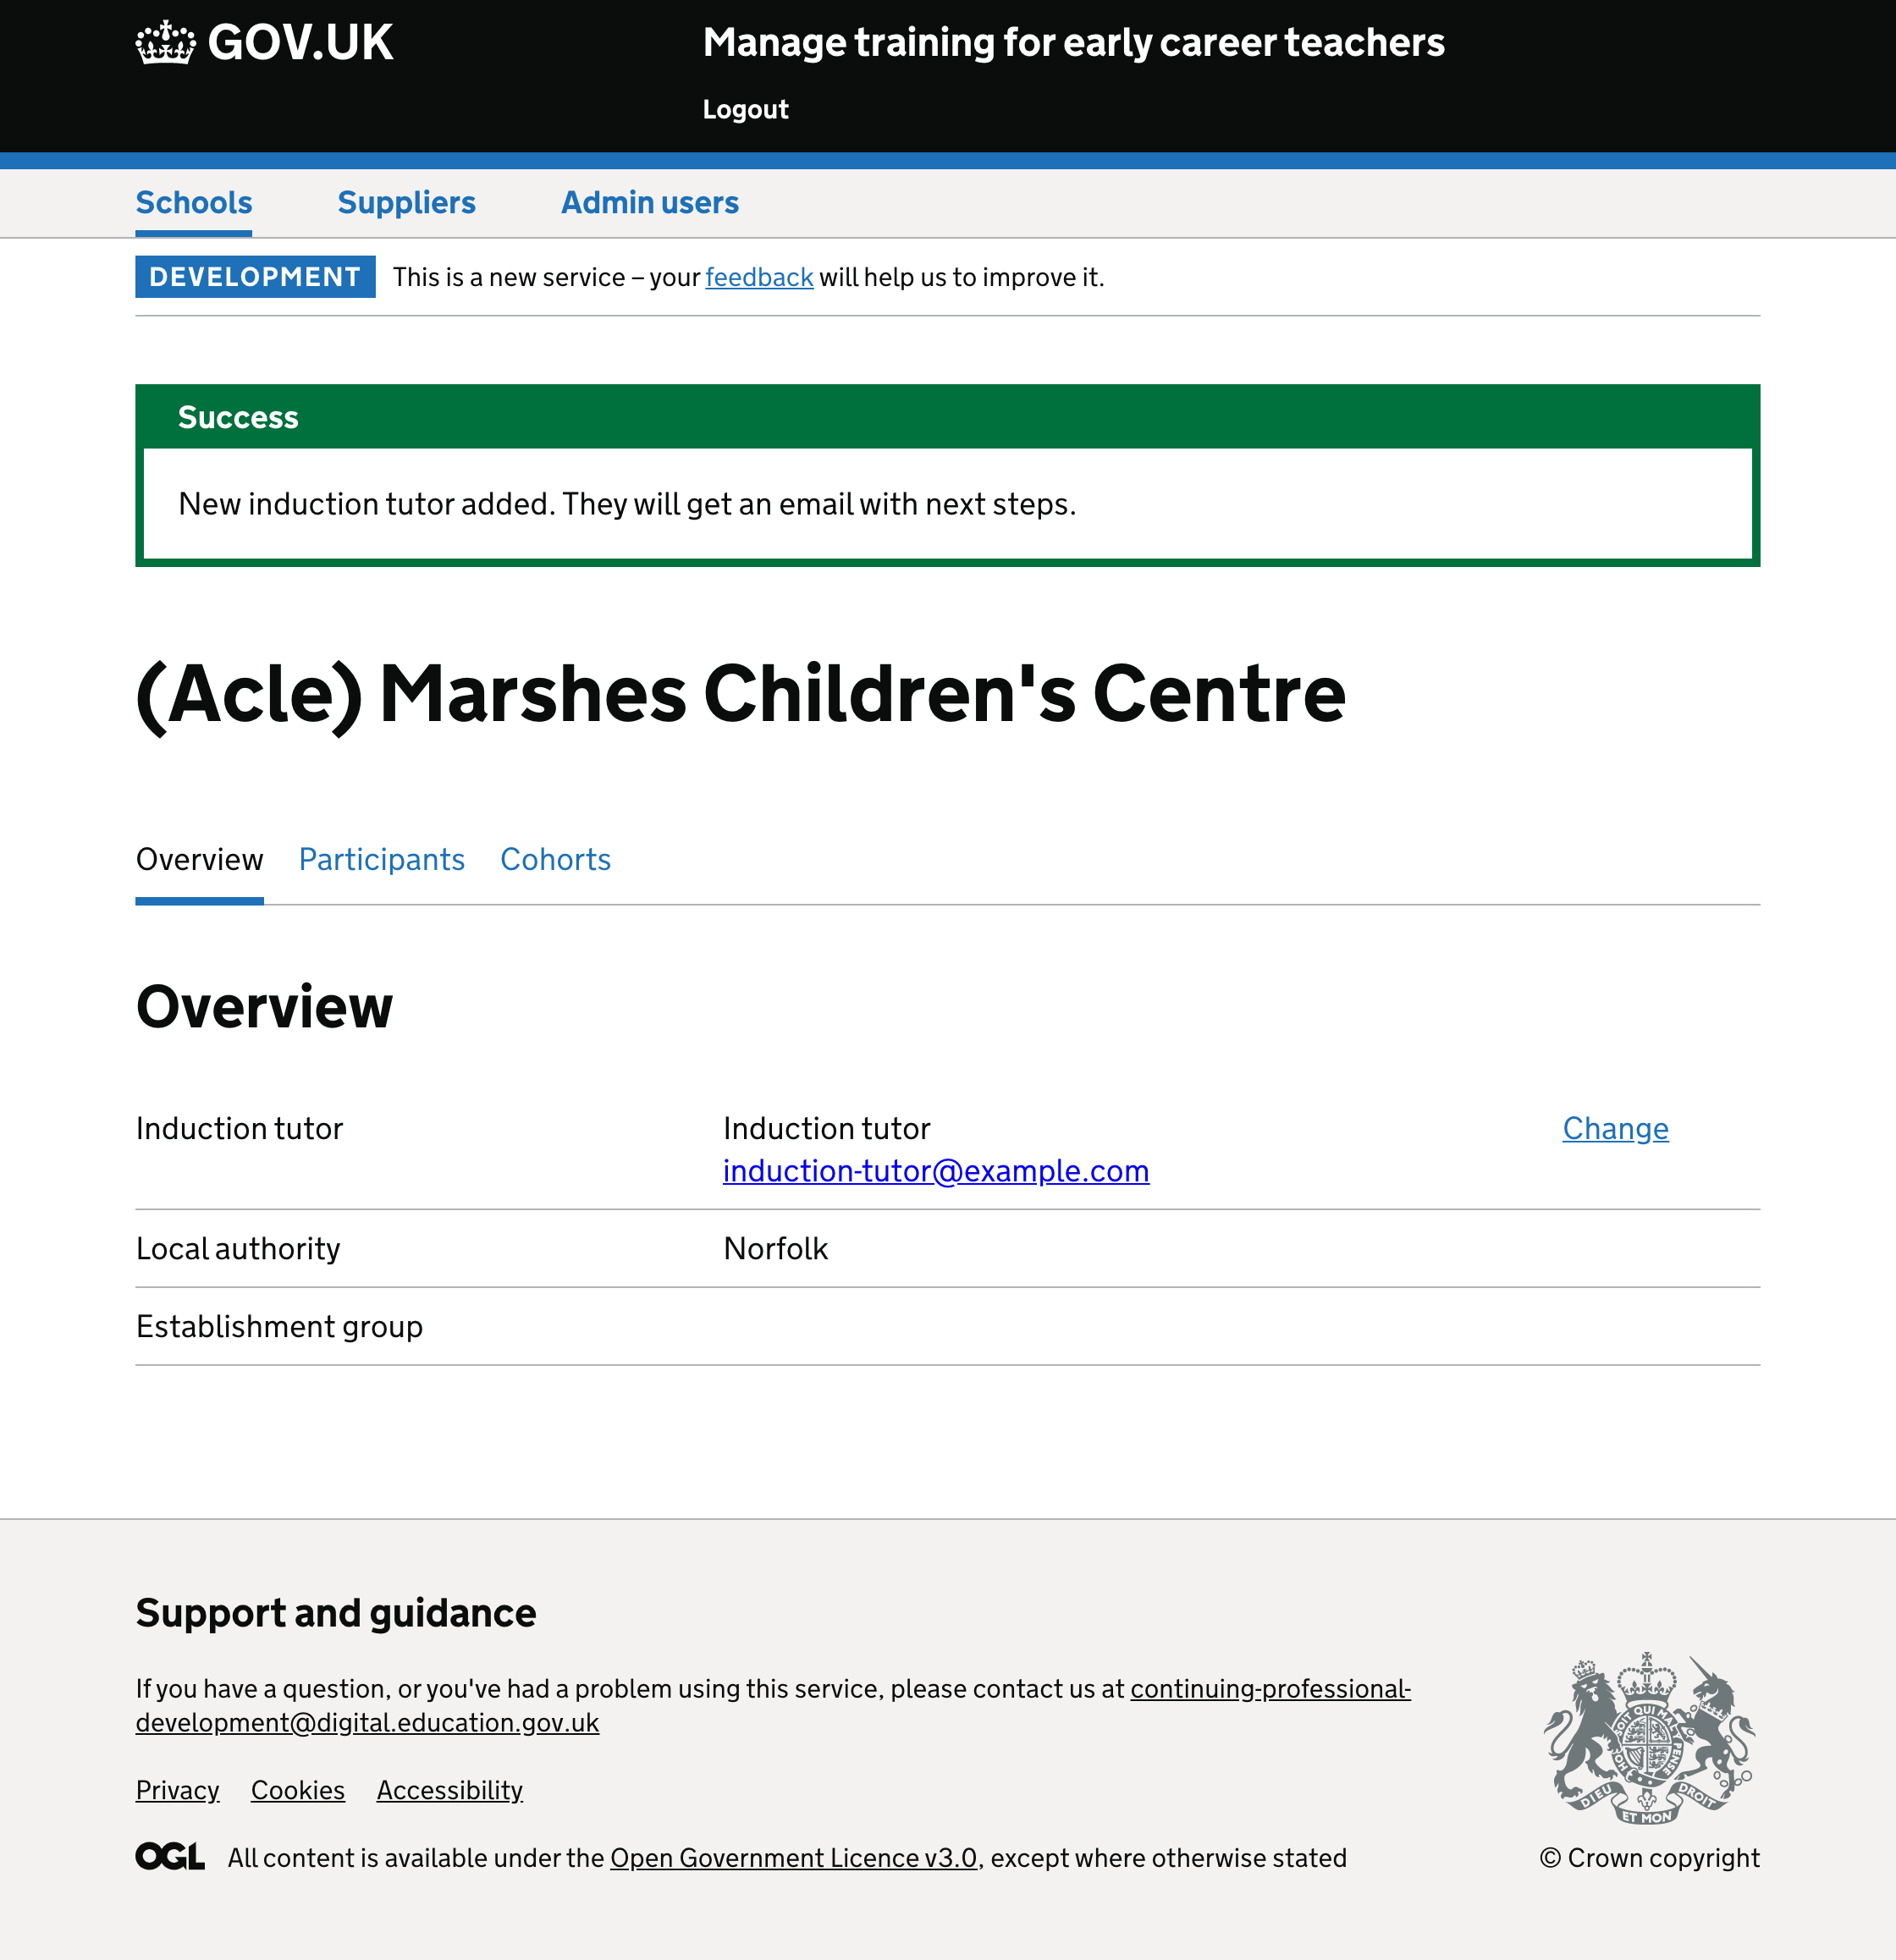 GOV.UK
Manage training for early career teachers
Logout
Schools Suppliers Admin users
DEVELOPMENT This is a new service – your feedback will help us to improve it.
Success
New induction tutor added. They will get an email with next steps.
(Acle) Marshes Children's Centre
Overview Participants Cohorts
Overview
Induction tutor Induction tutor Change
induction-tutor@example.com
Local authority Norfolk
Establishment group
Support and guidance
If you have a question, or you've had a problem using this service, please contact us at continuing-professional-
development@digital.education.gov.uk
Privacy Cookies Accessibility
OGL All content is available under the Open Government Licence v3.0, except where otherwise stated
HONI SOIT QUI MAL Y PENSE
DIEU ET MON DROIT
© Crown copyright